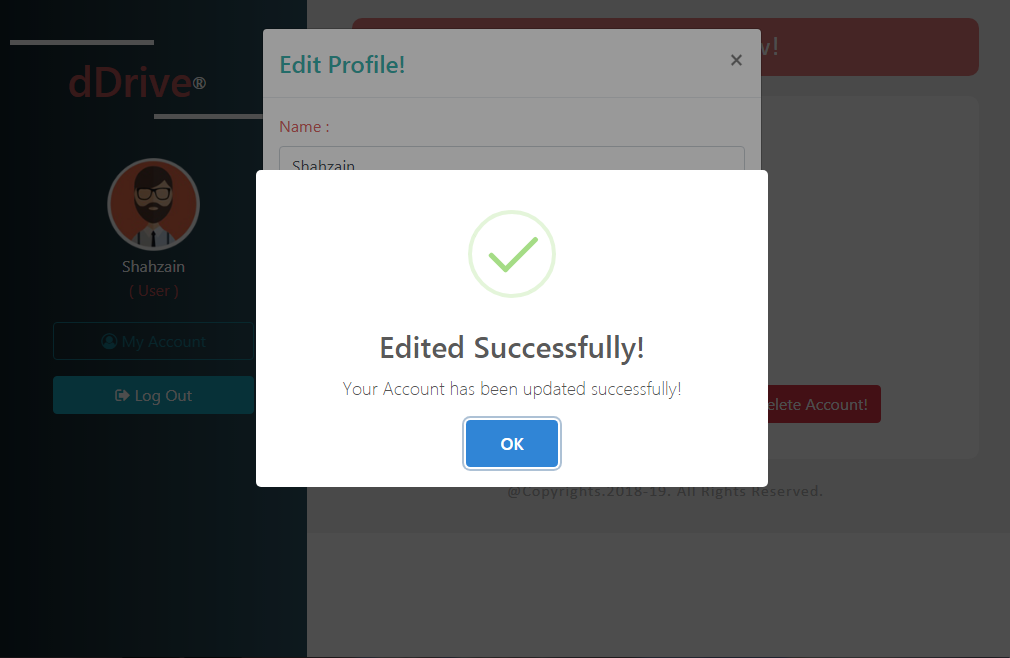 dDrive®
Shahzain
( User )
My Account
Log Out
Edit Profile!
×
Name :
Shahzain
Edited Successfully!
Your Account has been updated successfully!
OK
Account!
@Copyrights.2018-19. All Rights Reserved.